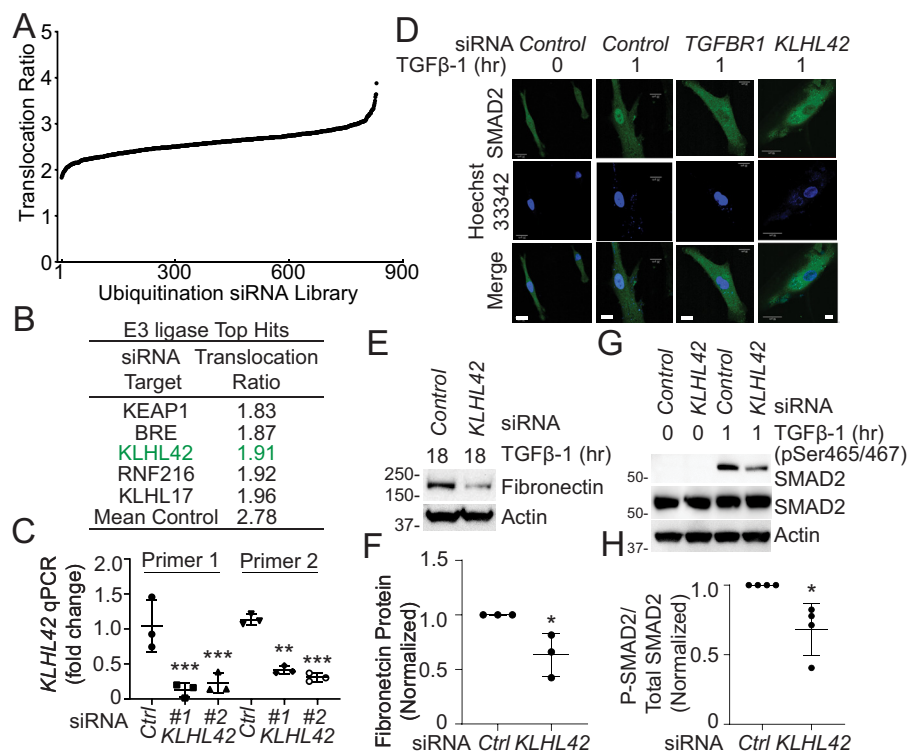 A
Translocation Ratio
5
4
3
2
1
0
1
300
600
900
Ubiquitination siRNA Library
B
E3 ligase Top Hits
siRNA Translocation
Target Ratio
KEAP1 1.83
BRE 1.87
KLHL42 1.91
RNF216 1.92
KLHL17 1.96
Mean Control 2.78
C
KLHL42 qPCR
(fold change)
Primer 1 Primer 2
2.0
1.5
1.0
0.5
0
***
***
**
***
siRNA Ctrl #1 #2 Ctrl #1 #2
KLHL42 KLHL42
D
siRNA Control Control TGFBR1 KLHL42
TGFβ-1 (hr) 0 1 1 1
SMAD2
Hoechst
33342
Merge
E
Control KLHL42 siRNA
18 18 TGFβ-1 (hr)
250-
150-
Fibronectin
37-
Actin
F
Fibronetcin Protein
(Normalized)
1.5
1.0
0.5
0
*
siRNA Ctrl KLHL42
G
Control KLHL42 Control KLHL42 siRNA
0 0 1 1 TGFβ-1 (hr)
(pSer465/467)
50- SMAD2
50- SMAD2
37- Actin
H
P-SMAD2/
Total SMAD2
(Normalized)
1.0
0.5
0
*
siRNA Ctrl KLHL42